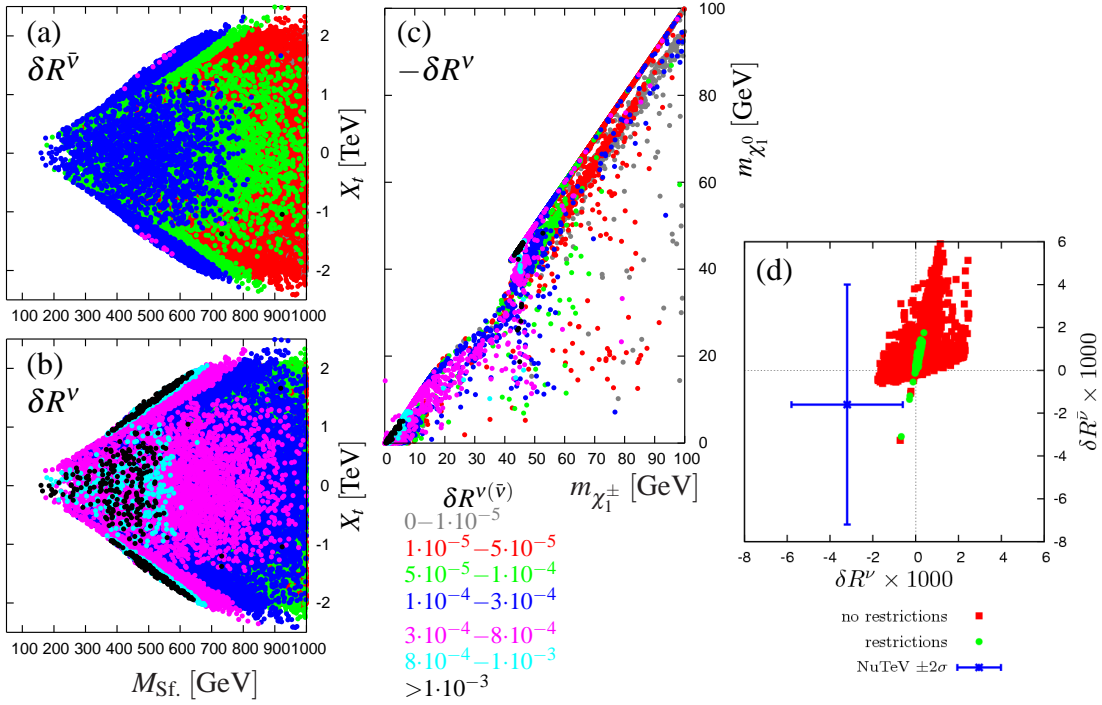 (a)
δR^ν̄
2
1
0
-1
-2
X_t [TeV]
100 200 300 400 500 600 700 800 900 1000
(b)
δR^ν
2
1
0
-1
-2
X_t [TeV]
100 200 300 400 500 600 700 800 900 1000
M_Sf. [GeV]
(c)
−δR^ν
100
80
60
40
20
0
m_χ₁⁰ [GeV]
0 10 20 30 40 50 60 70 80 90 100
m_χ₁^± [GeV]
δR^ν(ν̄)
0−1·10⁻⁵
1·10⁻⁵−5·10⁻⁵
5·10⁻⁵−1·10⁻⁴
1·10⁻⁴−3·10⁻⁴
3·10⁻⁴−8·10⁻⁴
8·10⁻⁴−1·10⁻³
>1·10⁻³
(d)
6
4
2
0
-2
-4
-6
-8
δR^ν̄ × 1000
-8 -6 -4 -2 0 2 4 6
δR^ν × 1000
no restrictions
restrictions
NuTeV ±2σ